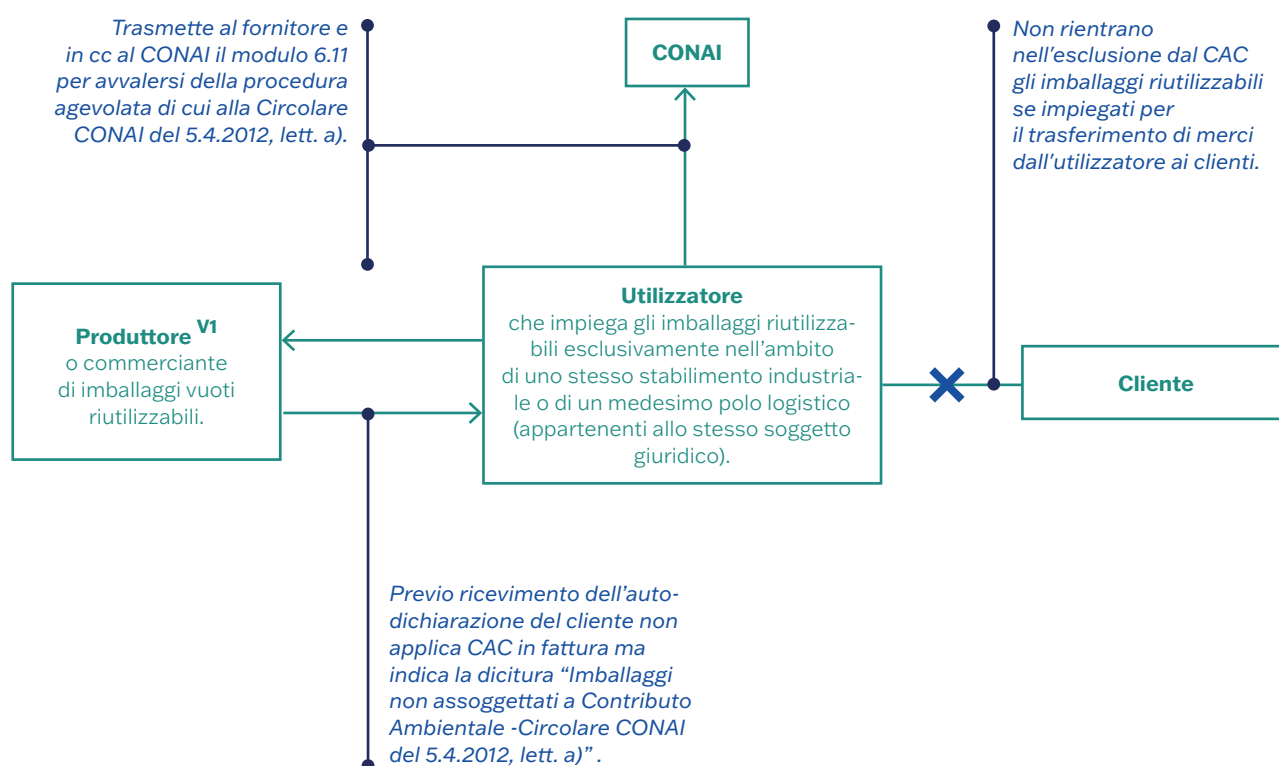 Trasmette al fornitore e
in cc al CONAI il modulo 6.11
per avvalersi della procedura
agevolata di cui alla Circolare
CONAI del 5.4.2012, lett. a).
CONAI
Non rientrano
nell'esclusione dal CAC
gli imballaggi riutilizzabili
se impiegati per
il trasferimento di merci
dall'utilizzatore ai clienti.
Produttore V1
o commerciante
di imballaggi vuoti
riutilizzabili.
Utilizzatore
che impiega gli imballaggi riutilizza-
bili esclusivamente nell'ambito
di uno stesso stabilimento industria-
le o di un medesimo polo logistico
(appartenenti allo stesso soggetto
giuridico).
Cliente
Previo ricevimento dell'auto-
dichiarazione del cliente non
applica CAC in fattura ma
indica la dicitura “Imballaggi
non assoggettati a Contributo
Ambientale -Circolare CONAI
del 5.4.2012, lett. a)” .